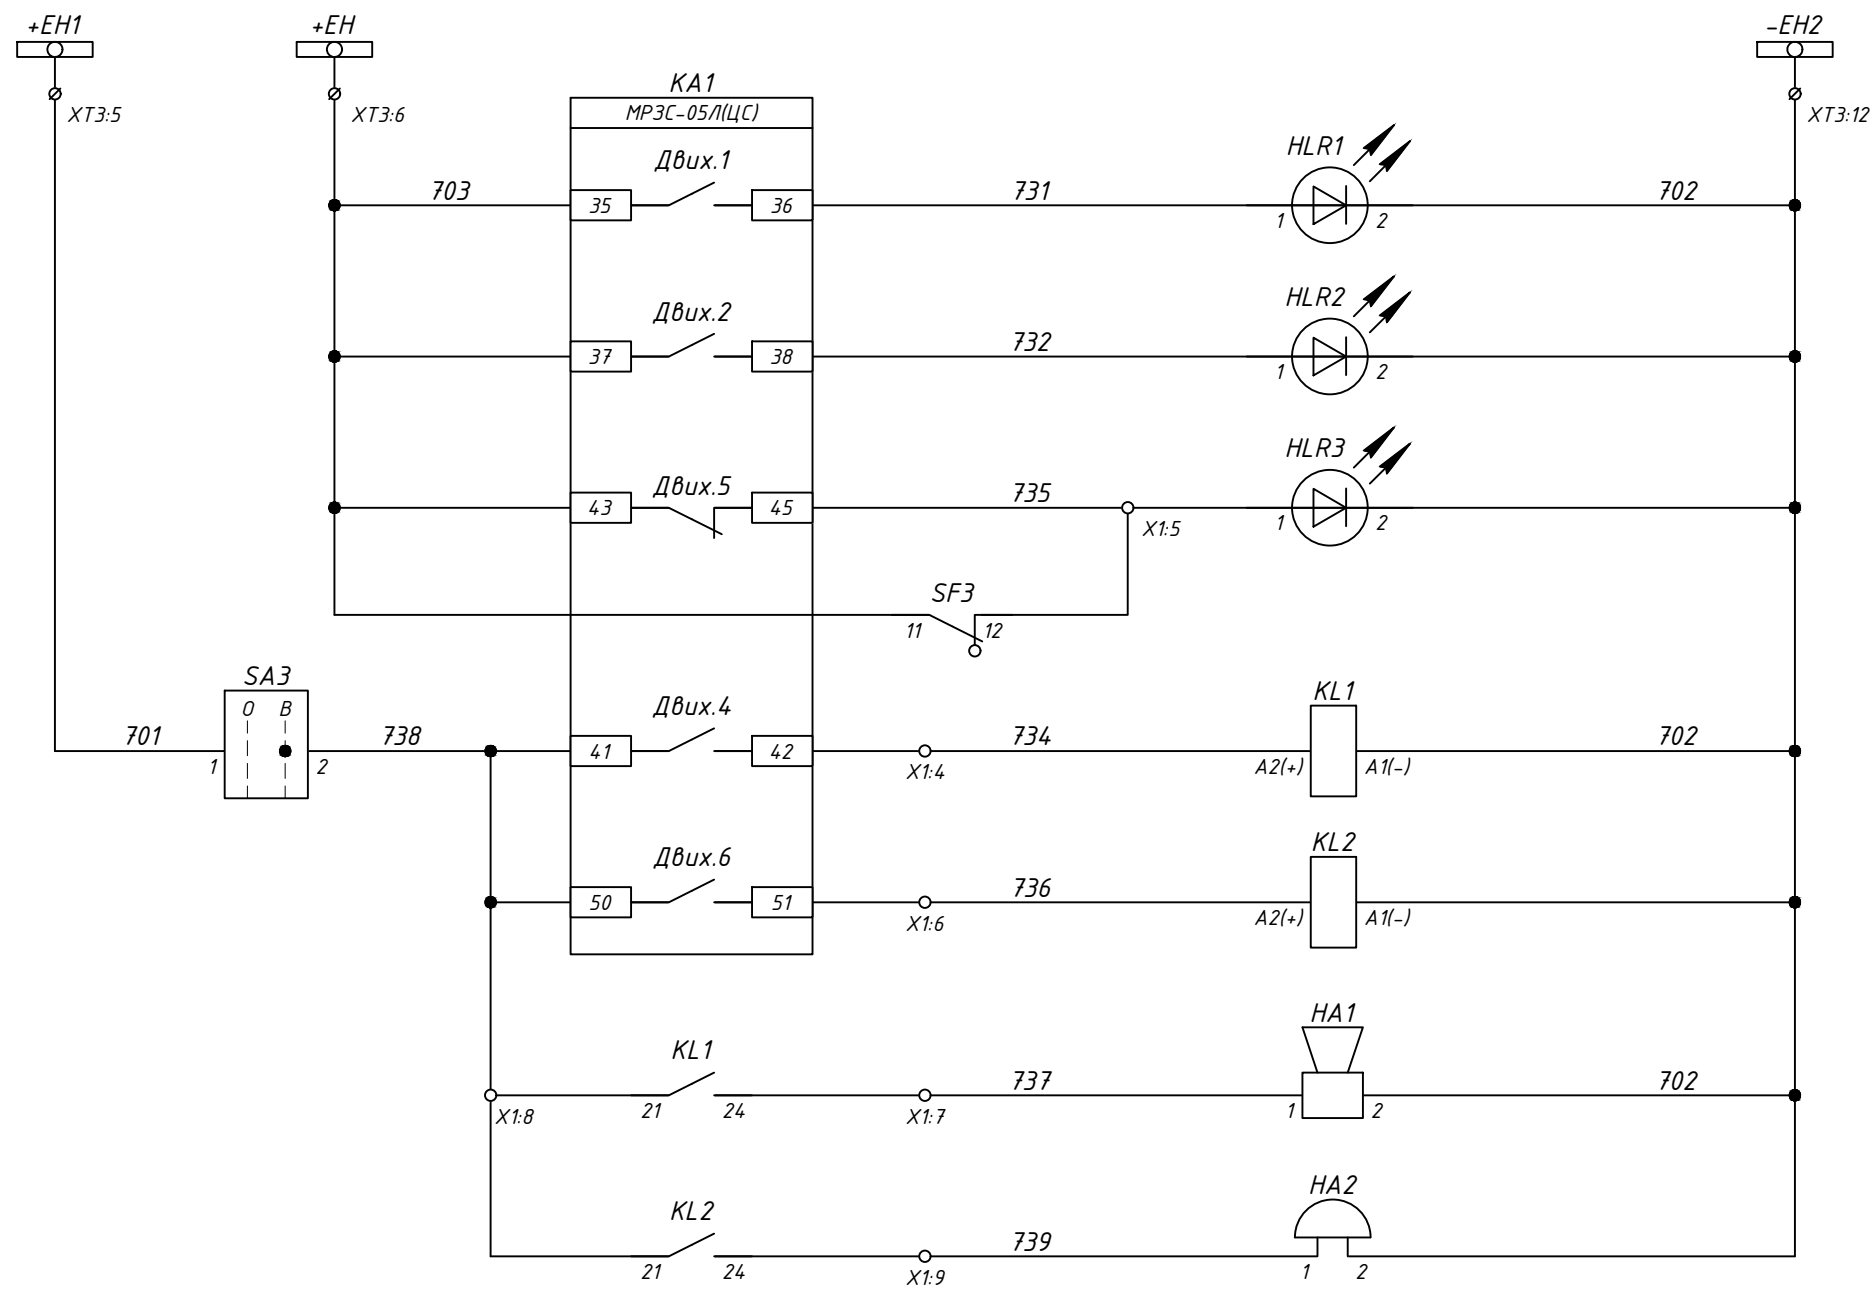 +EH1
+EH
-EH2
XT3:5
XT3:6
XT3:12
KA1
МРЗС-05Л(ЦС)
703
35
Двих.1
36
731
HLR1
1
2
702
37
Двих.2
38
732
HLR2
1
2
43
Двих.5
45
735
X1:5
HLR3
1
2
SF3
11
12
701
SA3
О
В
1
2
738
41
Двих.4
42
X1:4
734
KL1
A2(+)
A1(-)
702
50
Двих.6
51
X1:6
736
KL2
A2(+)
A1(-)
X1:8
KL1
21
24
X1:7
737
HA1
1
2
702
KL2
21
24
X1:9
739
HA2
1
2